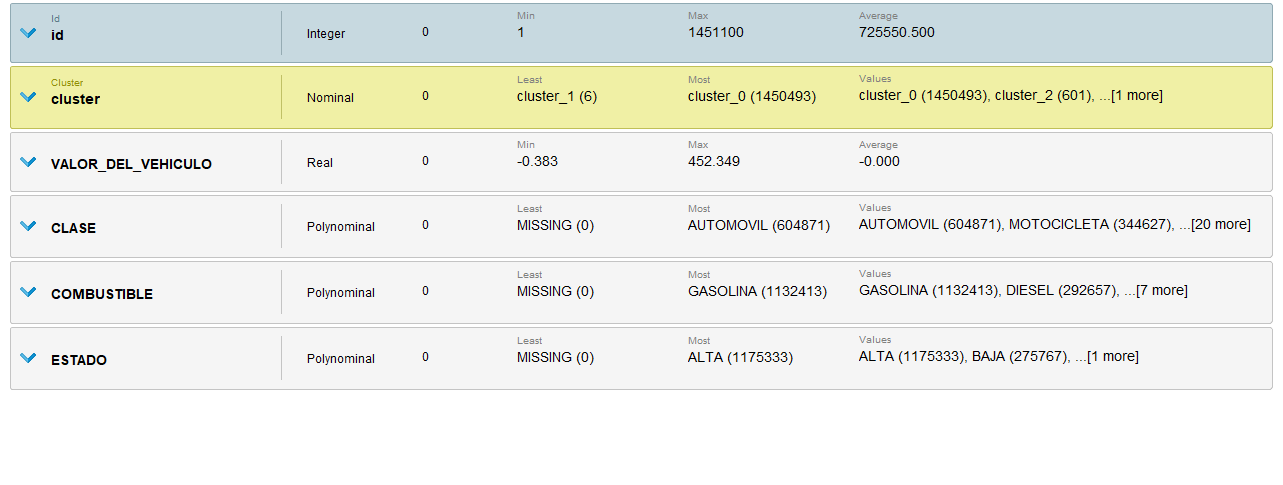 Id Min Max Average
id Integer 0 1 1451100 725550.500
Cluster Least Most Values
cluster Nominal 0 cluster_1 (6) cluster_0 (1450493) cluster_0 (1450493), cluster_2 (601), ...[1 more]
Min Max Average
VALOR_DEL_VEHICULO Real 0 -0.383 452.349 -0.000
Least Most Values
CLASE Polynominal 0 MISSING (0) AUTOMOVIL (604871) AUTOMOVIL (604871), MOTOCICLETA (344627), ...[20 more]
Least Most Values
COMBUSTIBLE Polynominal 0 MISSING (0) GASOLINA (1132413) GASOLINA (1132413), DIESEL (292657), ...[7 more]
Least Most Values
ESTADO Polynominal 0 MISSING (0) ALTA (1175333) ALTA (1175333), BAJA (275767), ...[1 more]